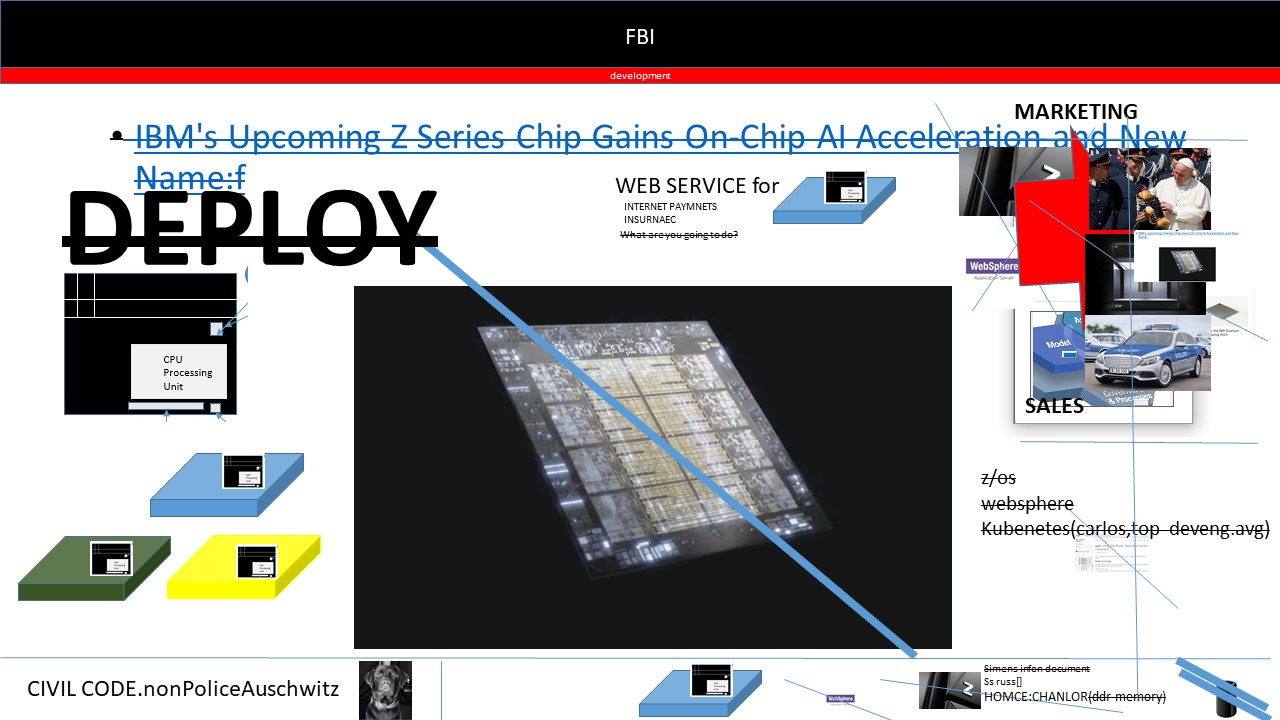 FBI
development
MARKETING
IBM's Upcoming Z Series Chip Gains On-Chip AI Acceleration and New
Name:f
DEPLOY
WEB SERVICE for
INTERNET PAYMNETS
INSURNAEC
What are you going to do?
WebSphere
Application Server
CPU
Processing
Unit
Model
SALES
& Processes
z/os
websphere
Kubenetes(carlos,top-deveng.avg)
CIVIL CODE.nonPoliceAuschwitz
WebSphere
Simens infon document
Ss russ[]
HOMCE:CHANLOR(ddr memory)